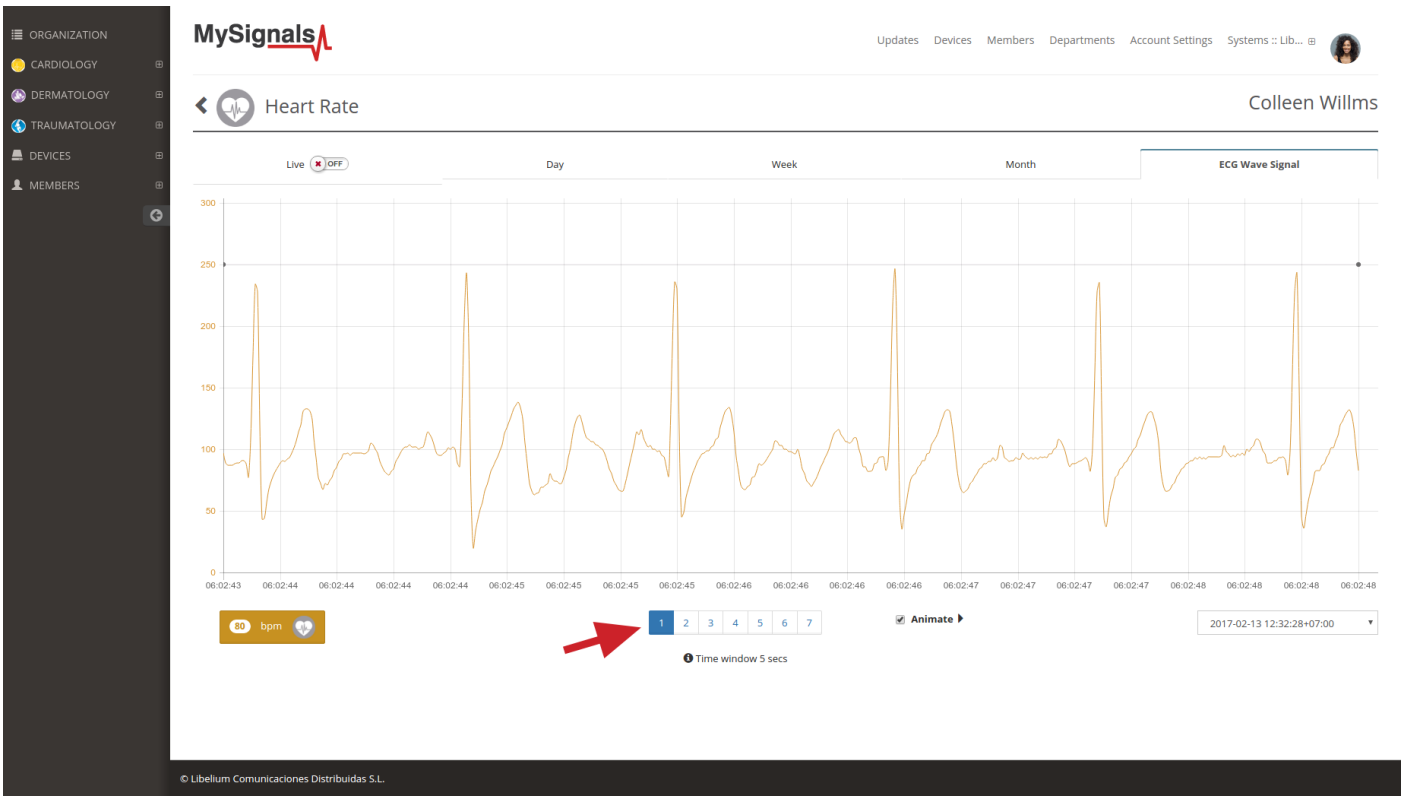 ORGANIZATION
CARDIOLOGY
DERMATOLOGY
TRAUMATOLOGY
DEVICES
MEMBERS
MySignals
Updates Devices Members Departments Account Settings Systems :: Lib...
Heart Rate
Colleen Willms
Live OFF Day Week Month ECG Wave Signal
300
250
200
150
100
50
0
06:02:43 06:02:44 06:02:44 06:02:44 06:02:44 06:02:45 06:02:45 06:02:45 06:02:45 06:02:46 06:02:46 06:02:46 06:02:46 06:02:47 06:02:47 06:02:47 06:02:47 06:02:48 06:02:48 06:02:48 06:02:48
80 bpm 1 2 3 4 5 6 7 Animate 2017-02-13 12:32:28+07:00
Time window 5 secs
© Libelium Comunicaciones Distribuidas S.L.